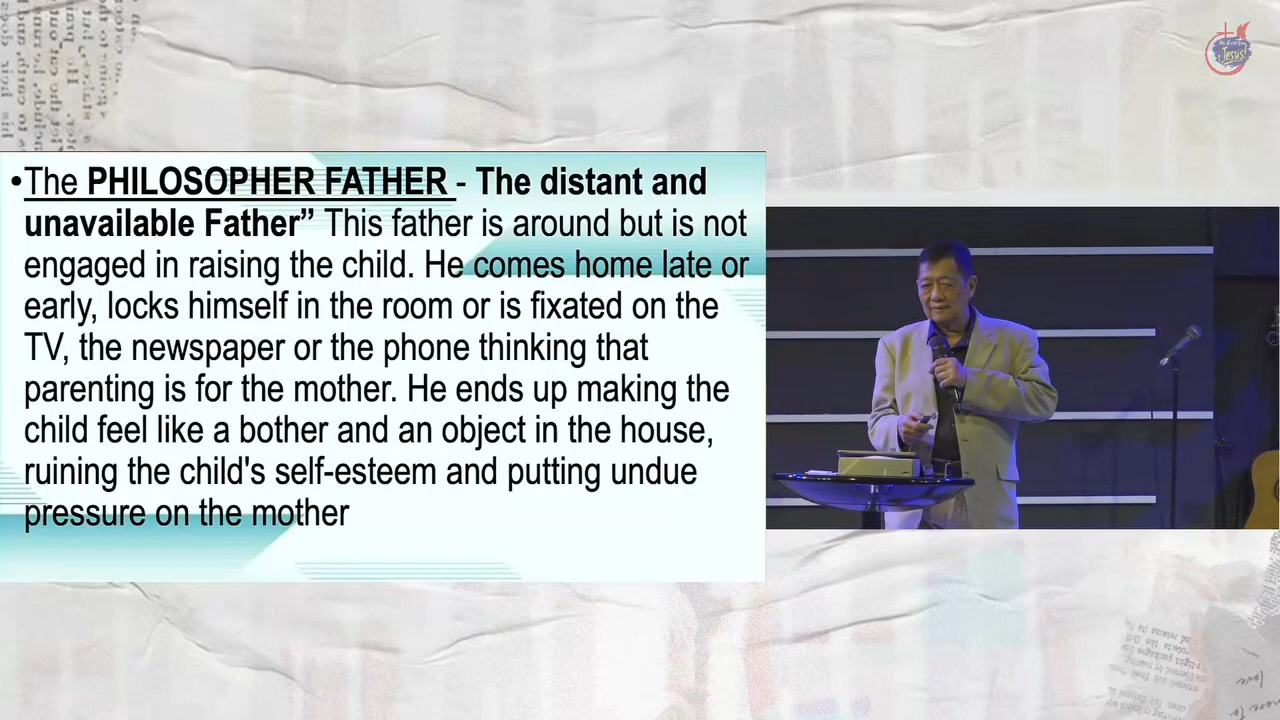 •The PHILOSOPHER FATHER - The distant and
unavailable Father” This father is around but is not
engaged in raising the child. He comes home late or
early, locks himself in the room or is fixated on the
TV, the newspaper or the phone thinking that
parenting is for the mother. He ends up making the
child feel like a bother and an object in the house,
ruining the child's self-esteem and putting undue
pressure on the mother
Jesus!